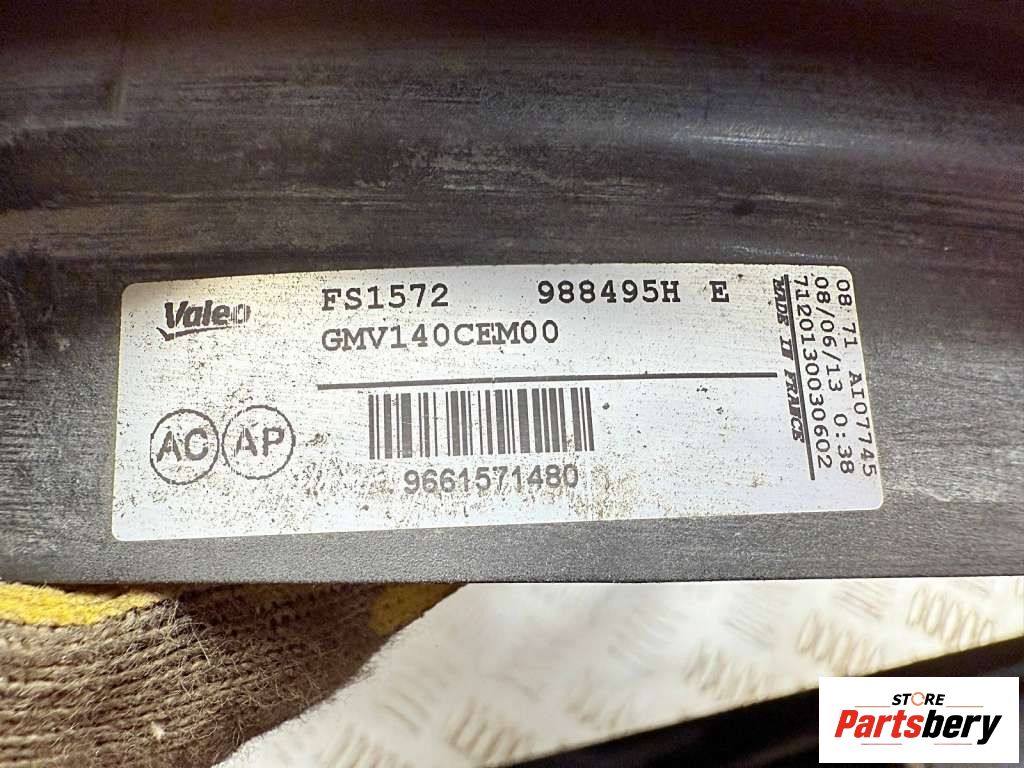 Valeo
FS1572 988495H E
GMV140CEM00
AC AP
9661571480
MADE IN FRANCE
7120130030602
08/06/13 0:38
08 71 AI07745
STORE
Partsbery